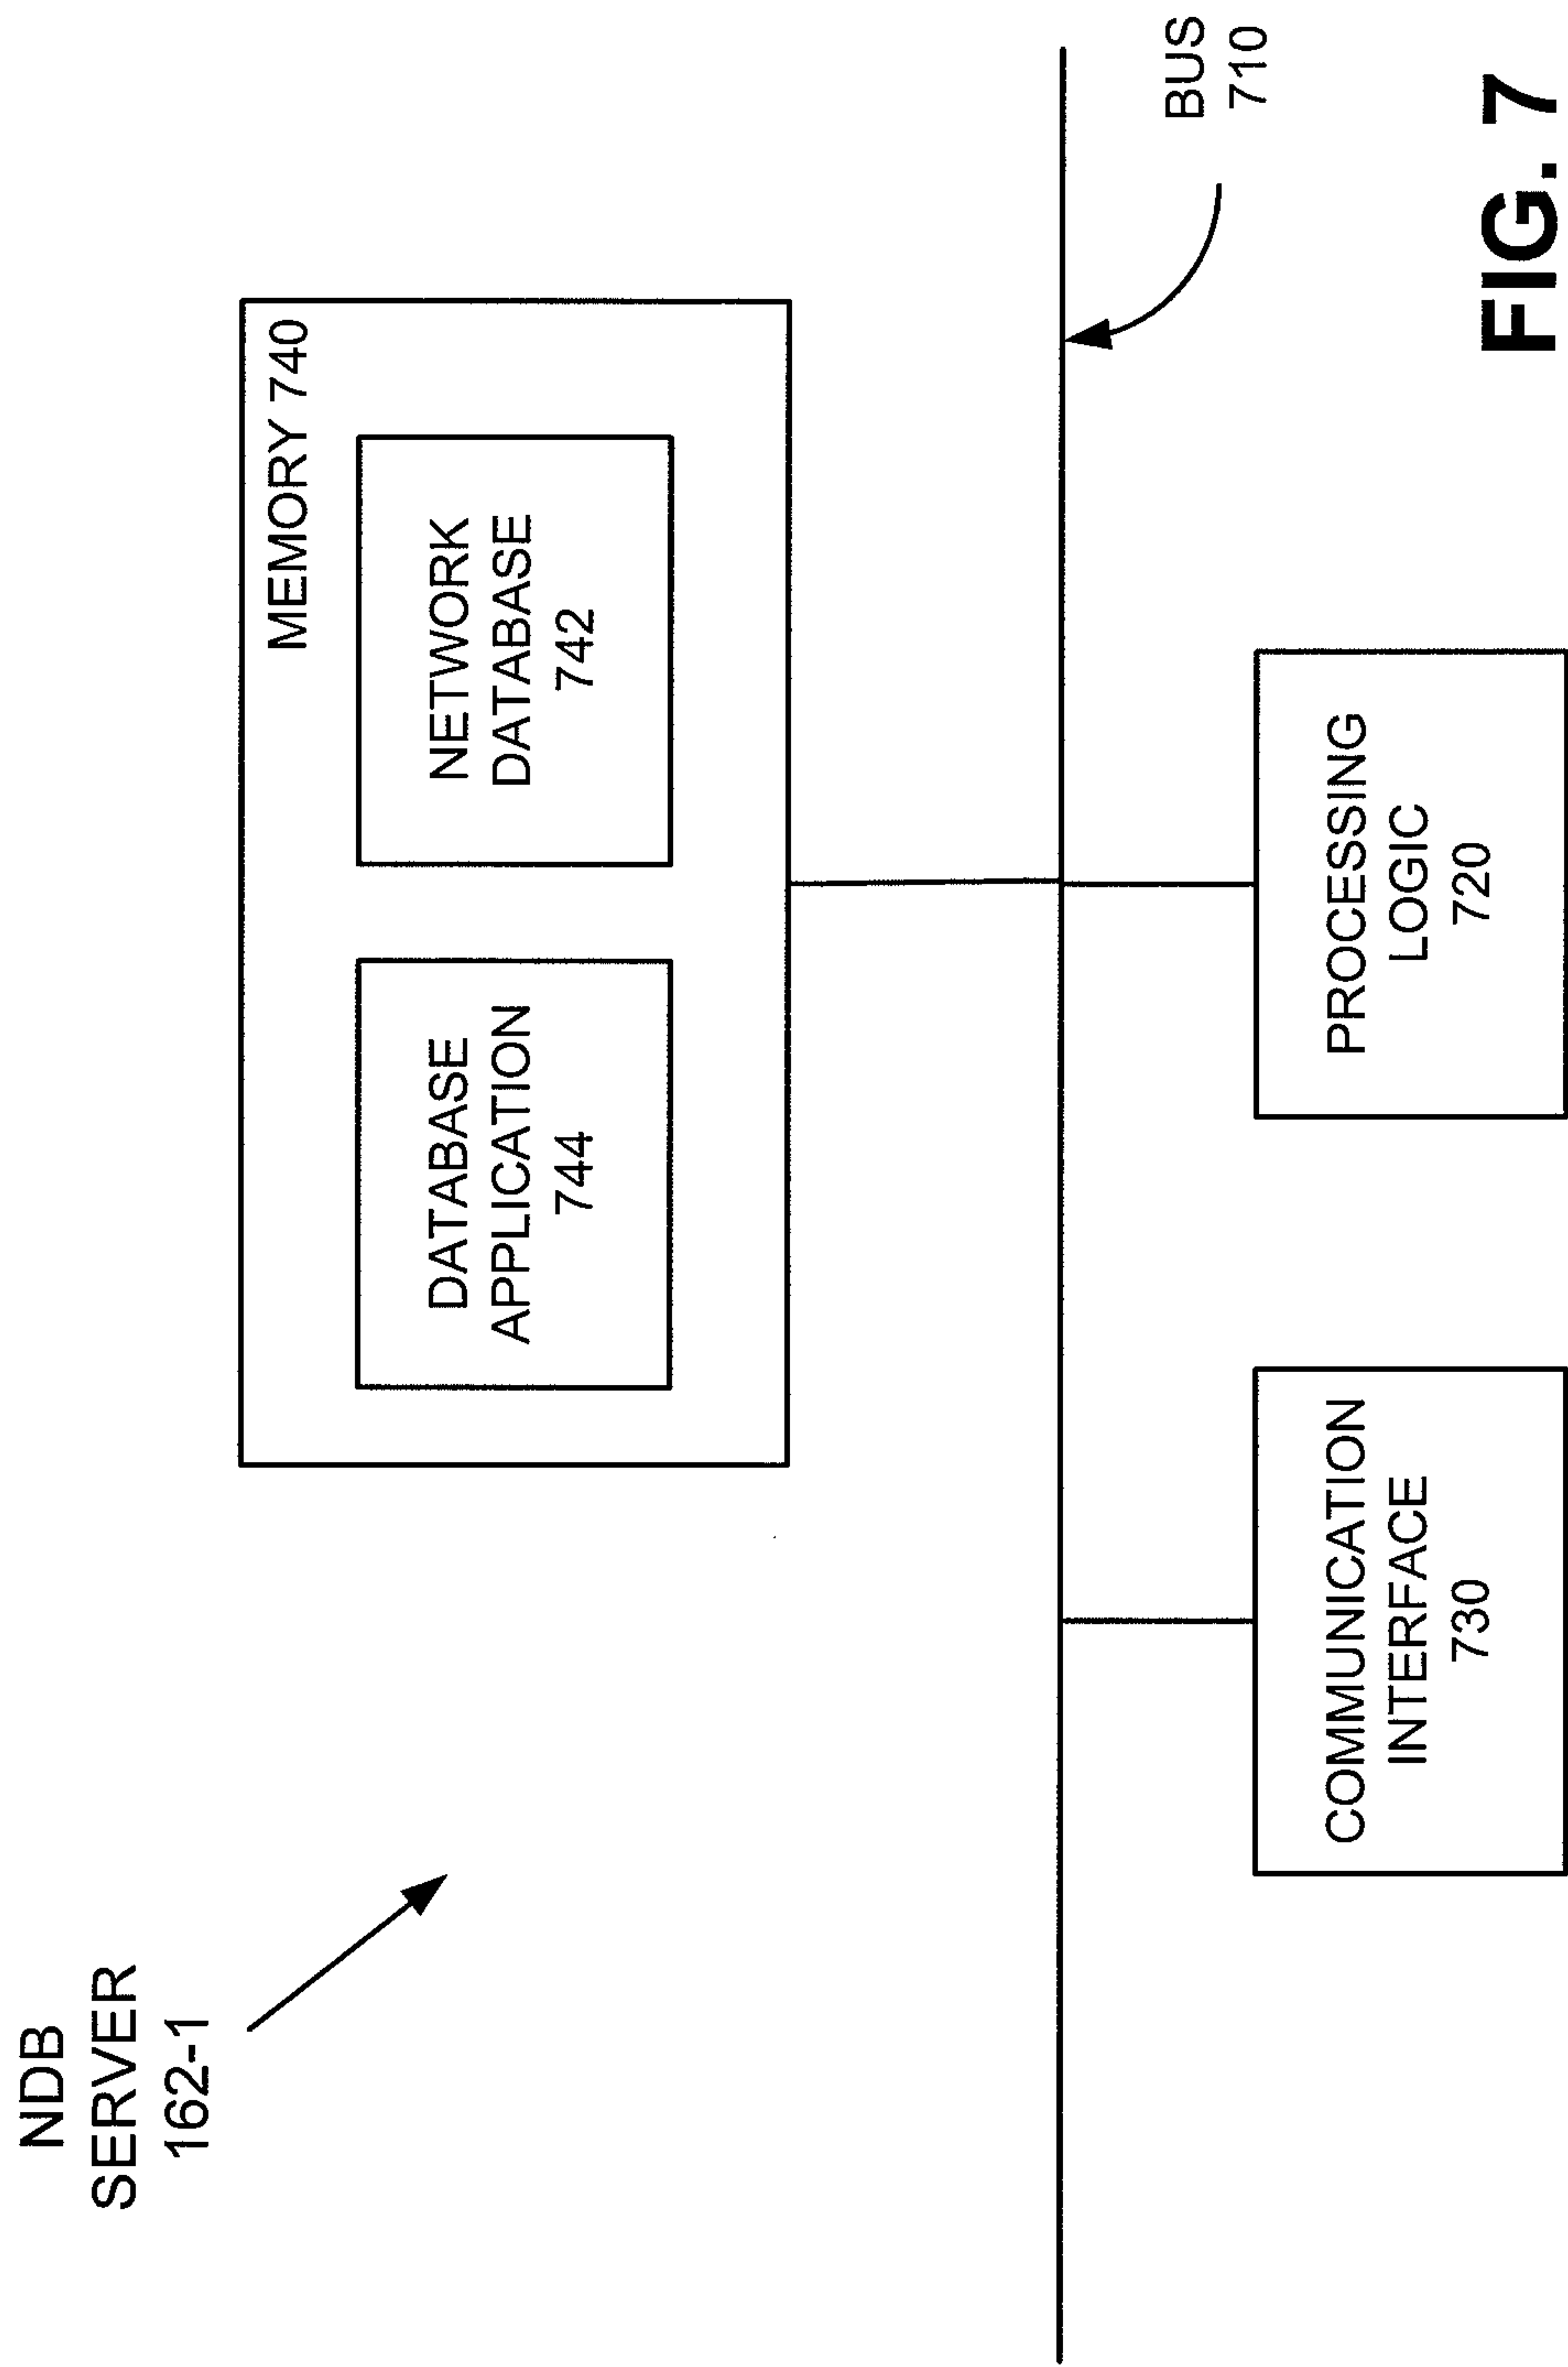 NDB
SERVER
162-1
MEMORY 740
DATABASE
APPLICATION
744
NETWORK
DATABASE
742
BUS
710
COMMUNICATION
INTERFACE
730
PROCESSING
LOGIC
720
FIG. 7